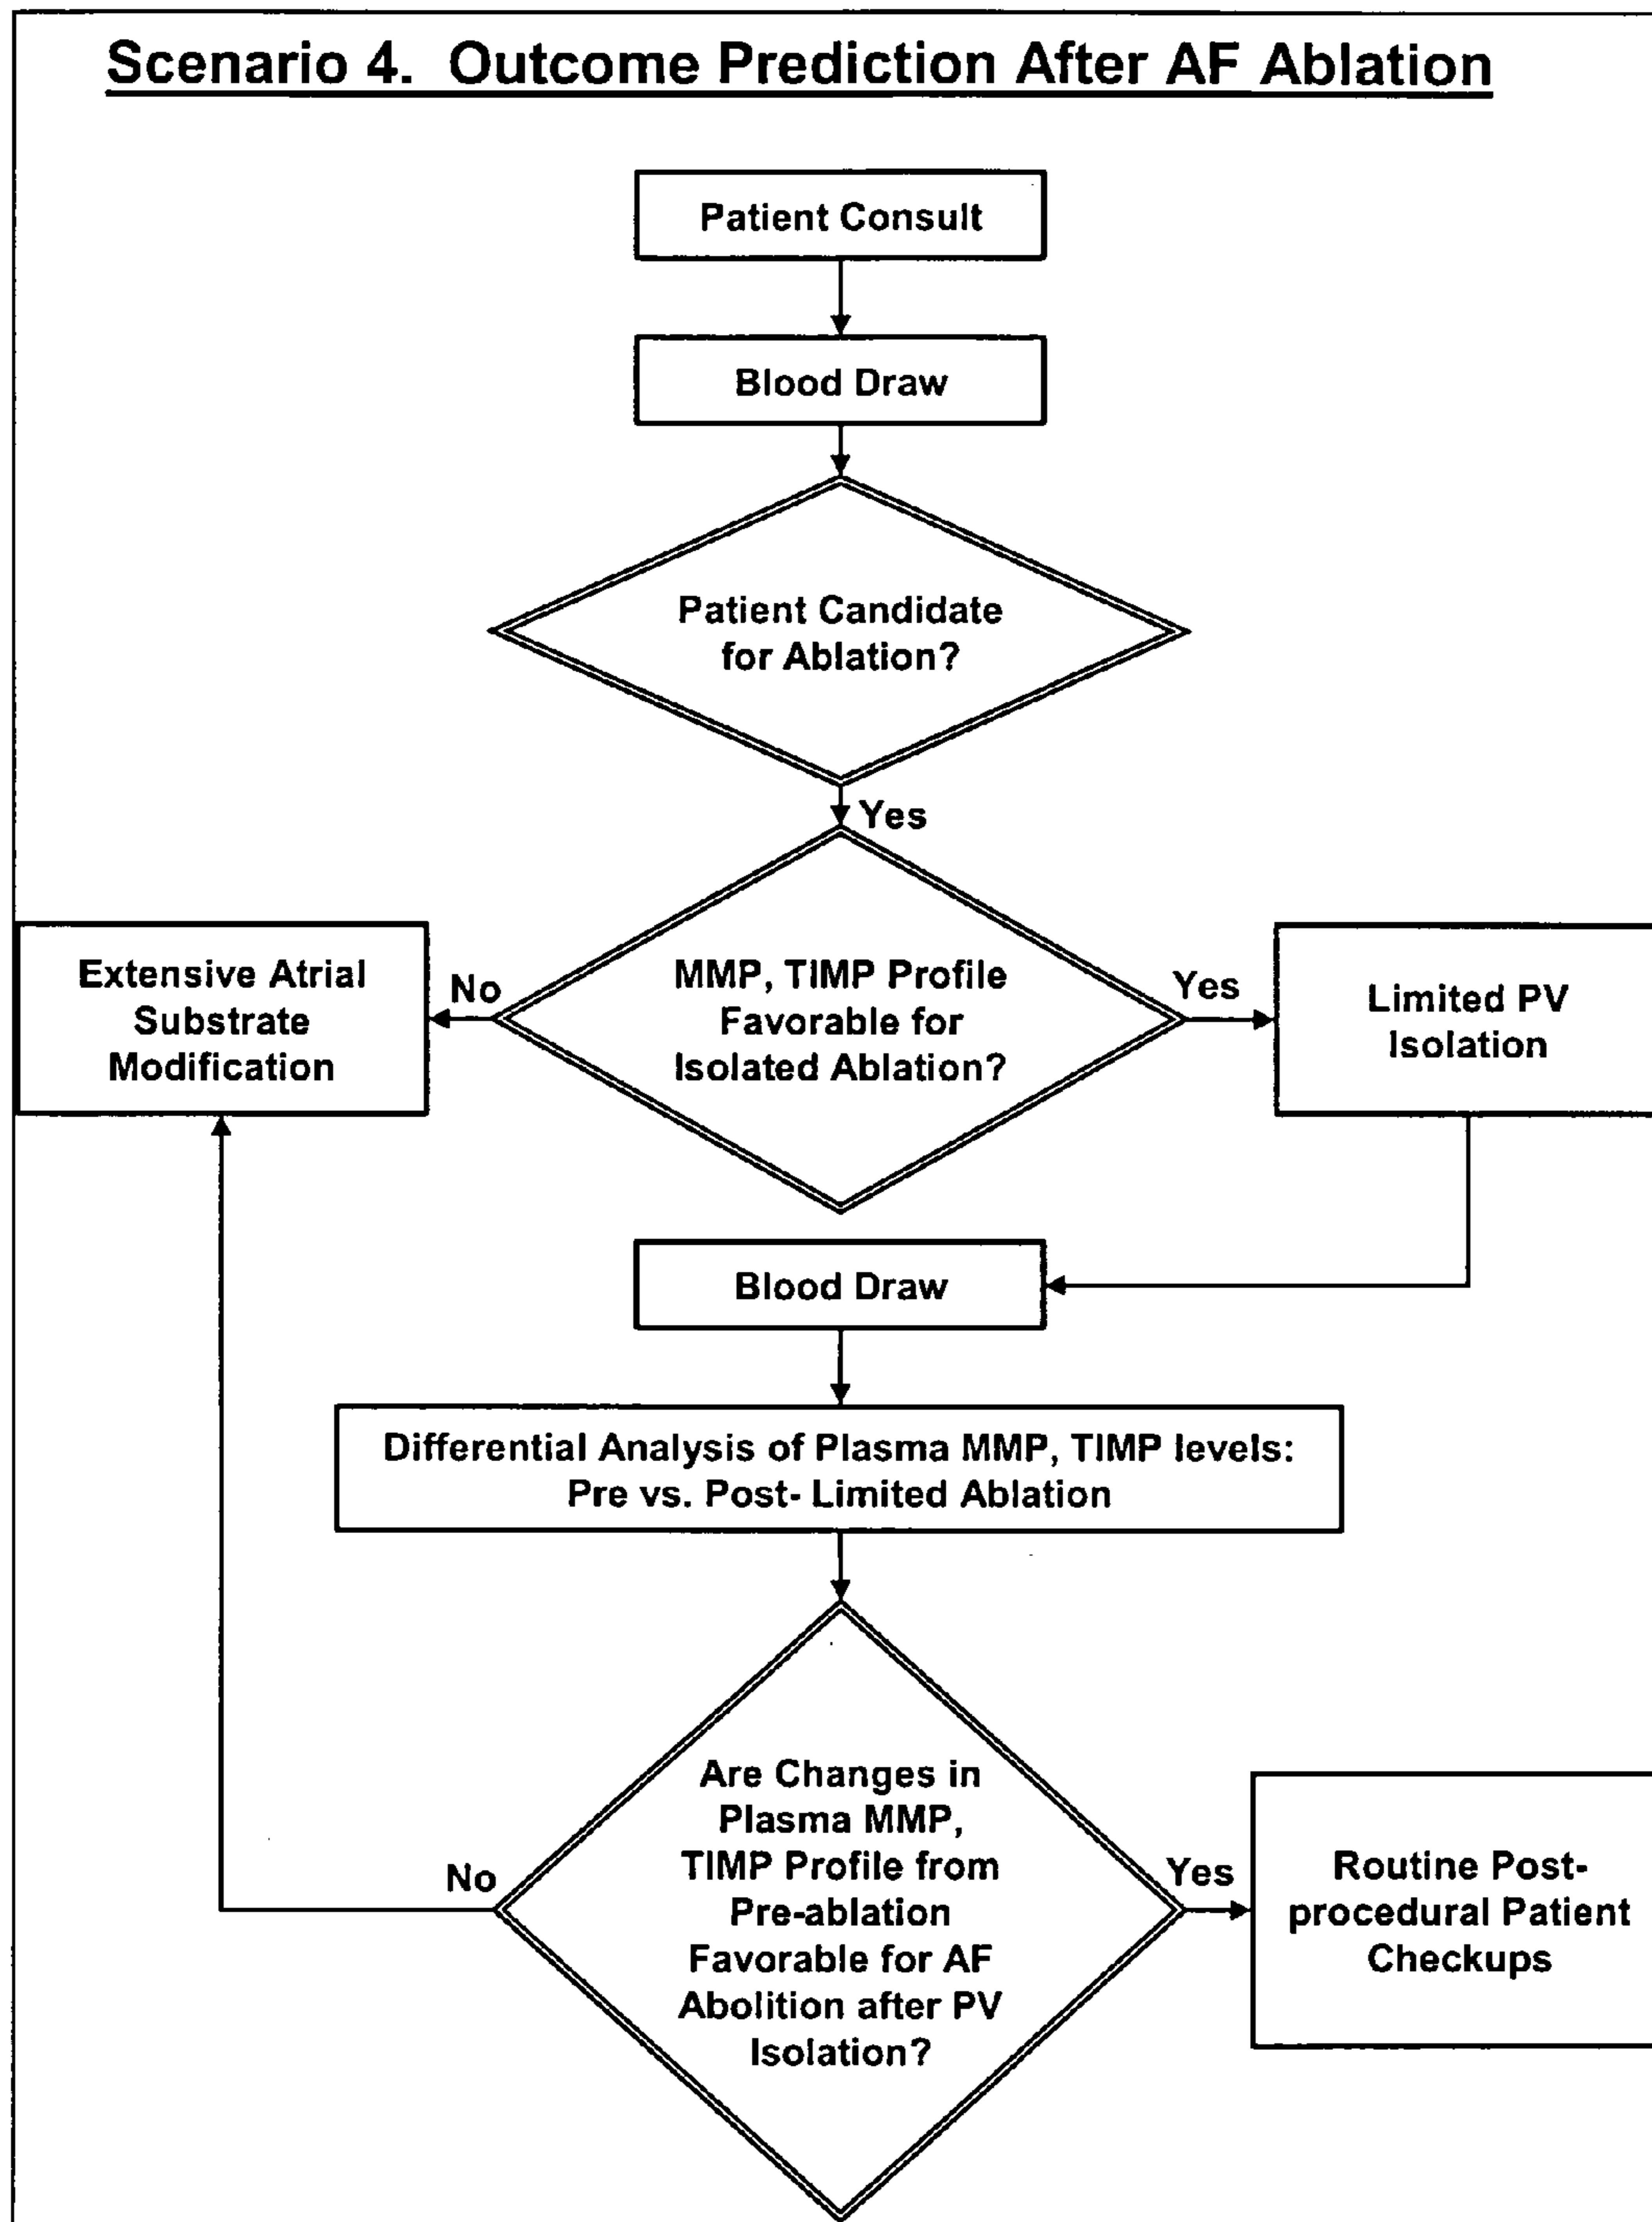 Scenario 4. Outcome Prediction After AF Ablation
Patient Consult
Blood Draw
Patient Candidate
for Ablation?
Yes
Extensive Atrial
Substrate
Modification
No
MMP, TIMP Profile
Favorable for
Isolated Ablation?
Yes
Limited PV
Isolation
Blood Draw
Differential Analysis of Plasma MMP, TIMP levels:
Pre vs. Post- Limited Ablation
No
Are Changes in
Plasma MMP,
TIMP Profile from
Pre-ablation
Favorable for AF
Abolition after PV
Isolation?
Yes
Routine Post-
procedural Patient
Checkups